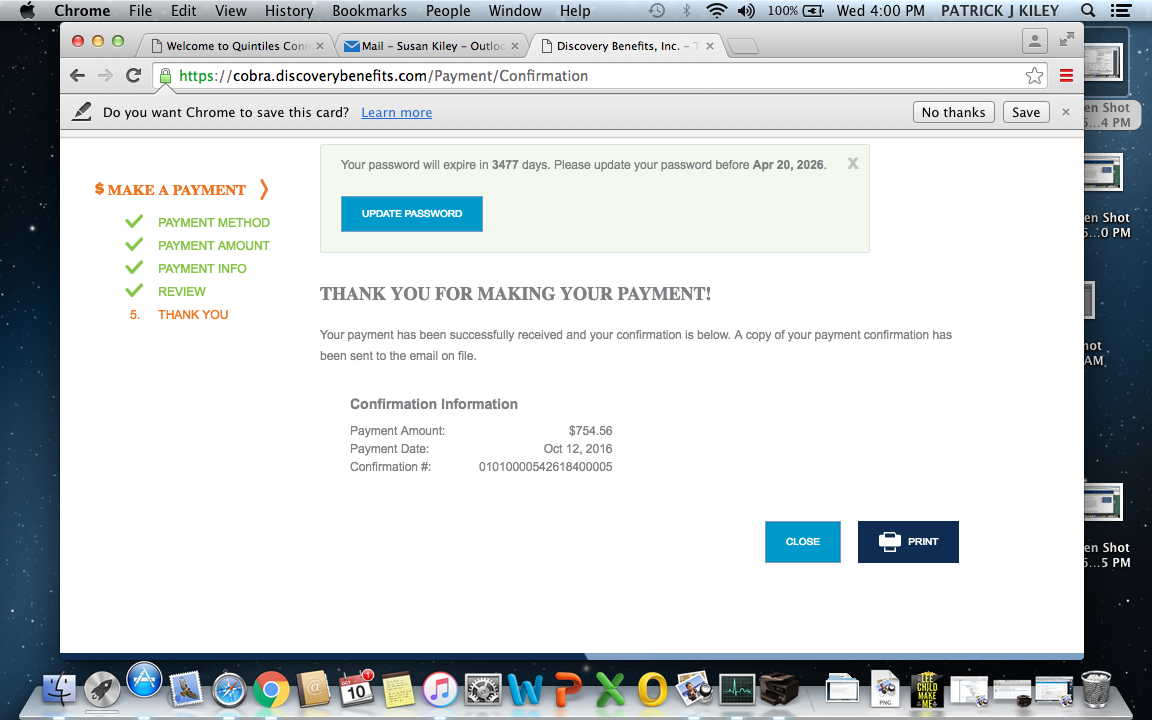 Chrome File Edit View History Bookmarks People Window Help 100% Wed 4:00 PM PATRICK J KILEY
Welcome to Quintiles Conn
Mail – Susan Kiley – Outloo
Discovery Benefits, Inc. – T
https://cobra.discoverybenefits.com/Payment/Confirmation
Do you want Chrome to save this card? Learn more No thanks Save
en Shot
...4 PM
en Shot
...0 PM
hot
AM
en Shot
...5 PM
$ MAKE A PAYMENT
PAYMENT METHOD
PAYMENT AMOUNT
PAYMENT INFO
REVIEW
5. THANK YOU
Your password will expire in 3477 days. Please update your password before Apr 20, 2026.
X
UPDATE PASSWORD
THANK YOU FOR MAKING YOUR PAYMENT!
Your payment has been successfully received and your confirmation is below. A copy of your payment confirmation has
been sent to the email on file.
Confirmation Information
Payment Amount: $754.56
Payment Date: Oct 12, 2016
Confirmation #: 01010000542618400005
CLOSE
PRINT
OCT
10
1
PNG
LEE
CHILD
MAKE
ME